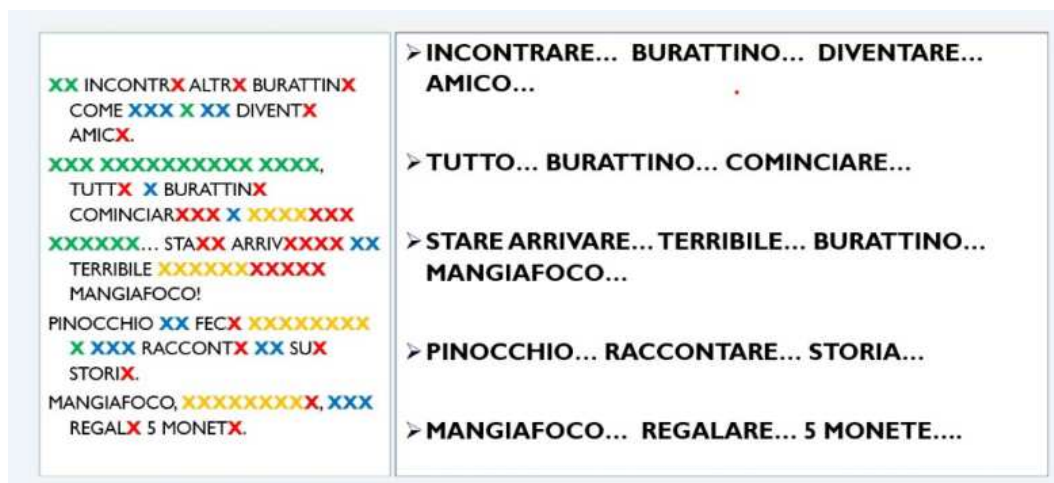 XX INCONTRX ALTRX BURATTINX
COME XXX X XX DIVENTX
AMICX.
XXX XXXXXXXXXX XXXX,
TUTTX X BURATTINX
COMINCIARXXX X XXXXXXX
XXXXXX... STAXX ARRIVXXXX XX
TERRIBILE XXXXXXXXXXX
MANGIAFOCO!
PINOCCHIO XX FECX XXXXXXXX
X XXX RACCONTX XX SUX
STORIX.
MANGIAFOCO, XXXXXXXXX, XXX
REGALX 5 MONETX.
➢INCONTRARE... BURATTINO... DIVENTARE...
AMICO...
➢TUTTO... BURATTINO... COMINCIARE...
➢STARE ARRIVARE... TERRIBILE... BURATTINO...
MANGIAFOCO...
➢PINOCCHIO... RACCONTARE... STORIA...
➢MANGIAFOCO... REGALARE... 5 MONETE....